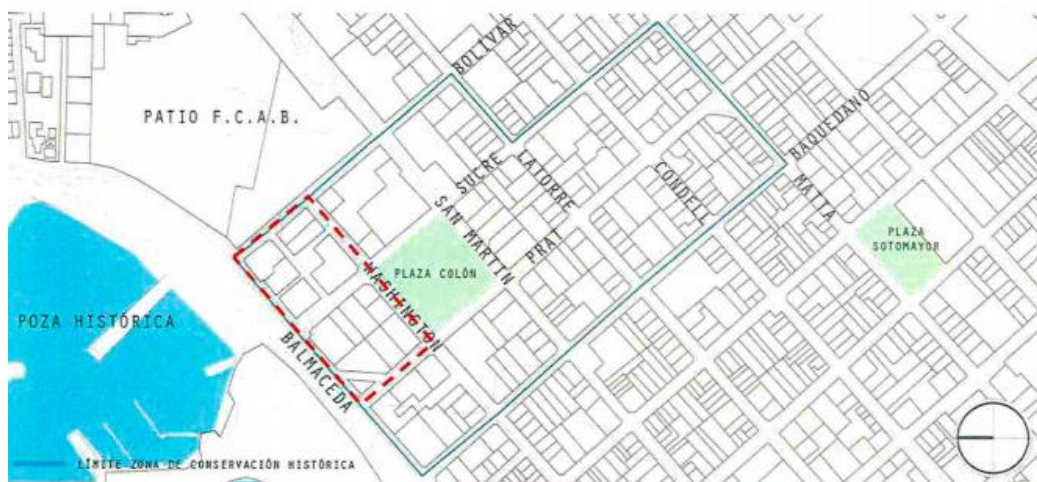 BOLÍVAR
PATIO F.C.A.B.
BAQUEDANO
SUCRE
LATORRE
CONDELL
MATTA
SAN MARTIN
PRAT
PLAZA
SOTOMAYOR
PLAZA COLÓN
WASHINGTON
POZA HISTÓRICA
BALMACEDA
LÍMITE ZONA DE CONSERVACIÓN HISTÓRICA